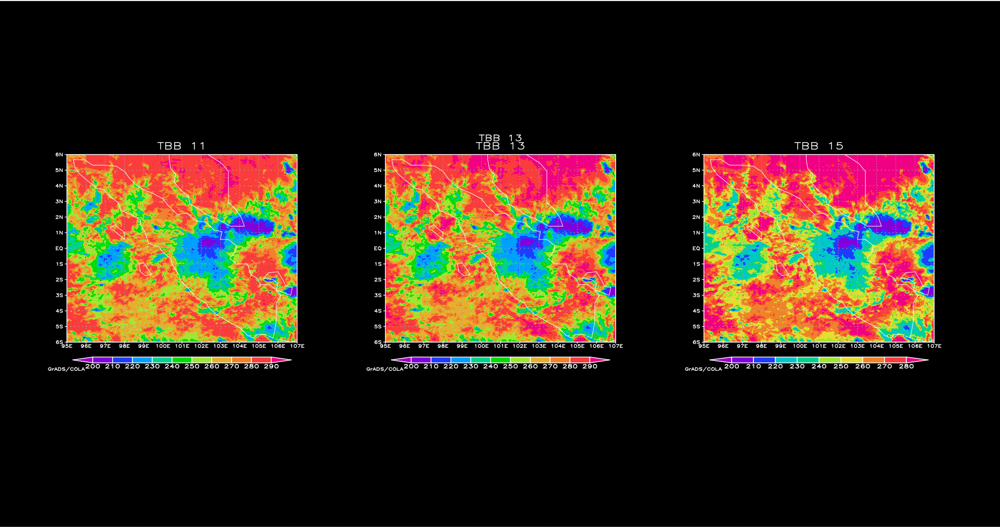 TBB 11
6N
5N
4N
3N
2N
1N
EQ
1S
2S
3S
4S
5S
6S
95E 96E 97E 98E 99E 100E 101E 102E 103E 104E 105E 106E 107E
200 210 220 230 240 250 260 270 280 290
GrADS/COLA
TBB 13
TBB 13
6N
5N
4N
3N
2N
1N
EQ
1S
2S
3S
4S
5S
6S
95E 96E 97E 98E 99E 100E 101E 102E 103E 104E 105E 106E 107E
200 210 220 230 240 250 260 270 280 290
GrADS/COLA
TBB 15
6N
5N
4N
3N
2N
1N
EQ
1S
2S
3S
4S
5S
6S
95E 96E 97E 98E 99E 100E 101E 102E 103E 104E 105E 106E 107E
200 210 220 230 240 250 260 270 280
GrADS/COLA